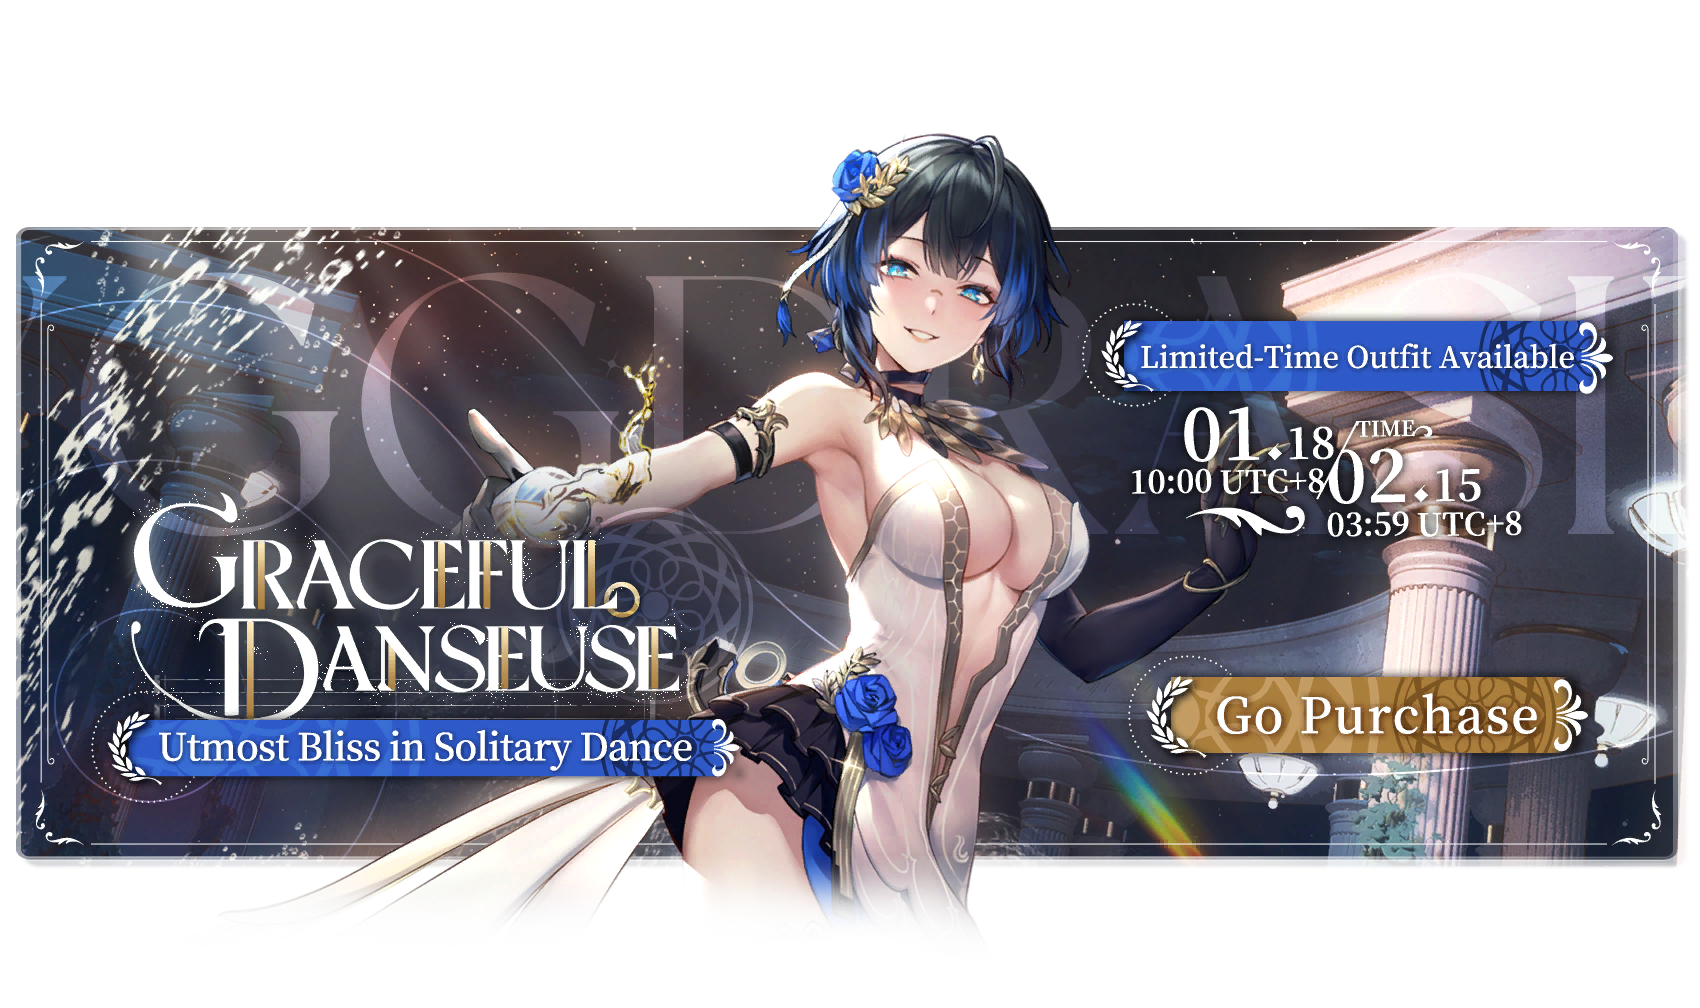 GRACEFUL
DANSEUSE
Utmost Bliss in Solitary Dance
Limited-Time Outfit Available
01.18 / TIME
10:00 UTC+8 / 02.15
03:59 UTC+8
Go Purchase